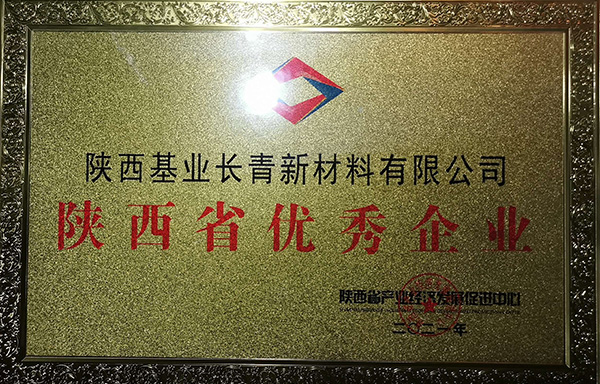 陕西基业长青新材料有限公司
陕西省优秀企业
陕西省产业经济发展促进中心
二〇二一年